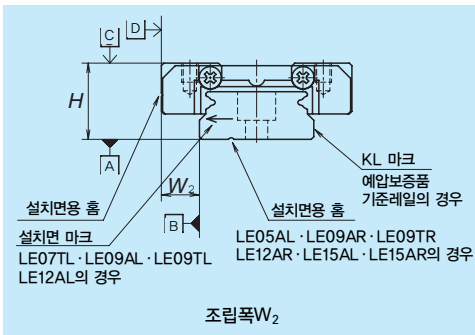 D
C
H
A
W₂
B
KL 마크
예압보증품
기준레일의 경우
설치면용 홈
설치면 마크
LE07TL · LE09AL · LE09TL
LE12AL의 경우
설치면용 홈
LE05AL · LE09AR · LE09TR
LE12AR · LE15AL · LE15AR의 경우
조립폭W₂